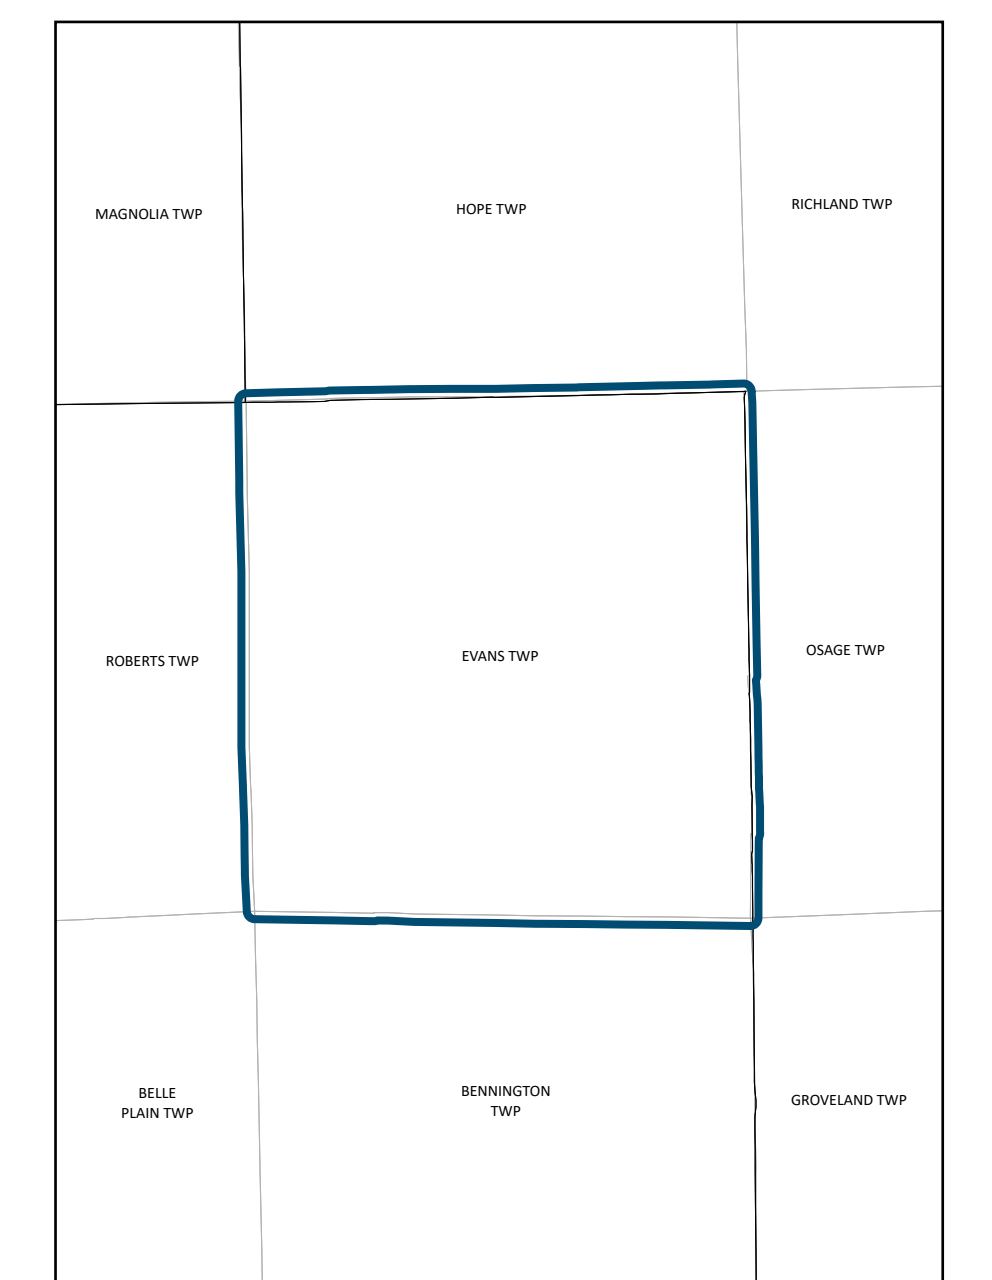 MAGNOLIA TWP
HOPE TWP
RICHLAND TWP
ROBERTS TWP
EVANS TWP
OSAGE TWP
BELLE
PLAIN TWP
BENNINGTON
TWP
GROVELAND TWP